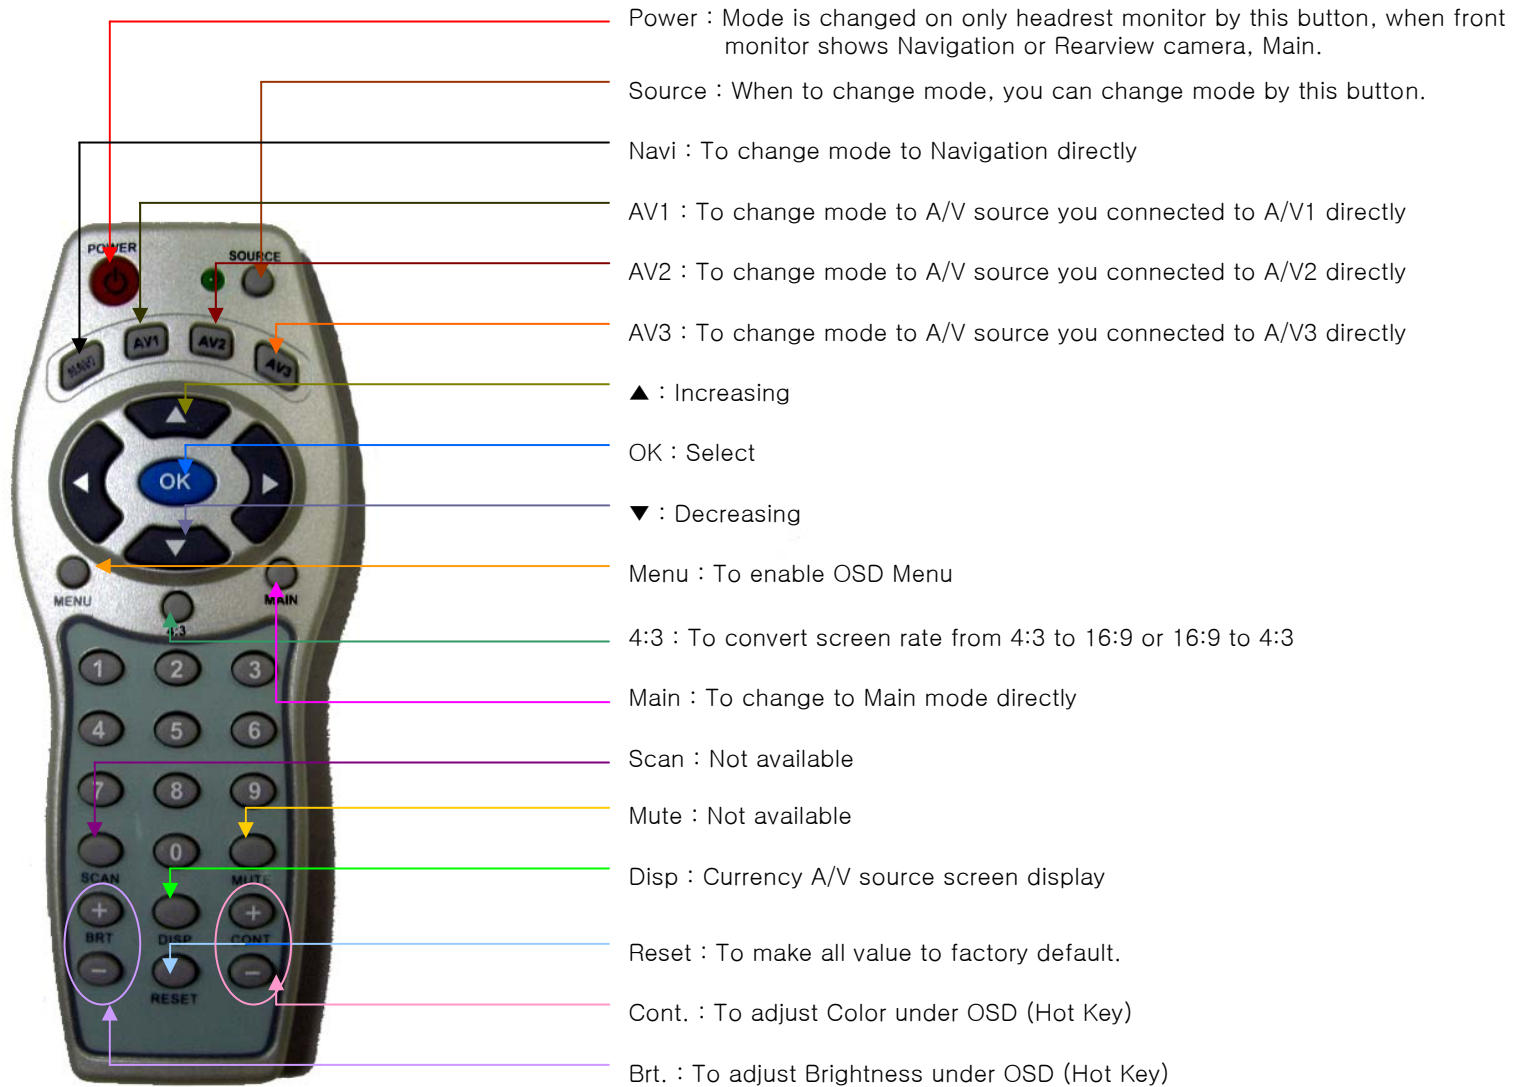 Power : Mode is changed on only headrest monitor by this button, when front
monitor shows Navigation or Rearview camera, Main.
Source : When to change mode, you can change mode by this button.
Navi : To change mode to Navigation directly
AV1 : To change mode to A/V source you connected to A/V1 directly
AV2 : To change mode to A/V source you connected to A/V2 directly
AV3 : To change mode to A/V source you connected to A/V3 directly
▲ : Increasing
OK : Select
▼ : Decreasing
Menu : To enable OSD Menu
4:3 : To convert screen rate from 4:3 to 16:9 or 16:9 to 4:3
Main : To change to Main mode directly
Scan : Not available
Mute : Not available
Disp : Currency A/V source screen display
Reset : To make all value to factory default.
Cont. : To adjust Color under OSD (Hot Key)
Brt. : To adjust Brightness under OSD (Hot Key)
POWER
SOURCE
NAVI
AV1
AV2
AV3
▲
◀
OK
▶
▼
MENU
MAIN
4:3
1 2 3
4 5 6
7 8 9
0
SCAN
MUTE
+ +
BRT DISP CONT
− −
RESET